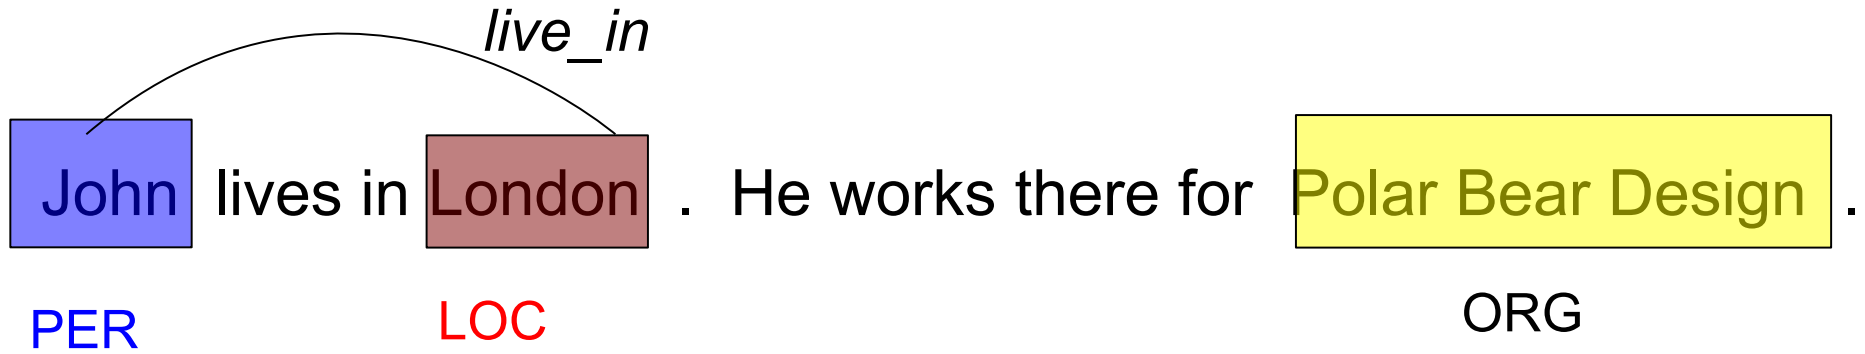 live_in
John lives in London . He works there for Polar Bear Design .
PER LOC ORG